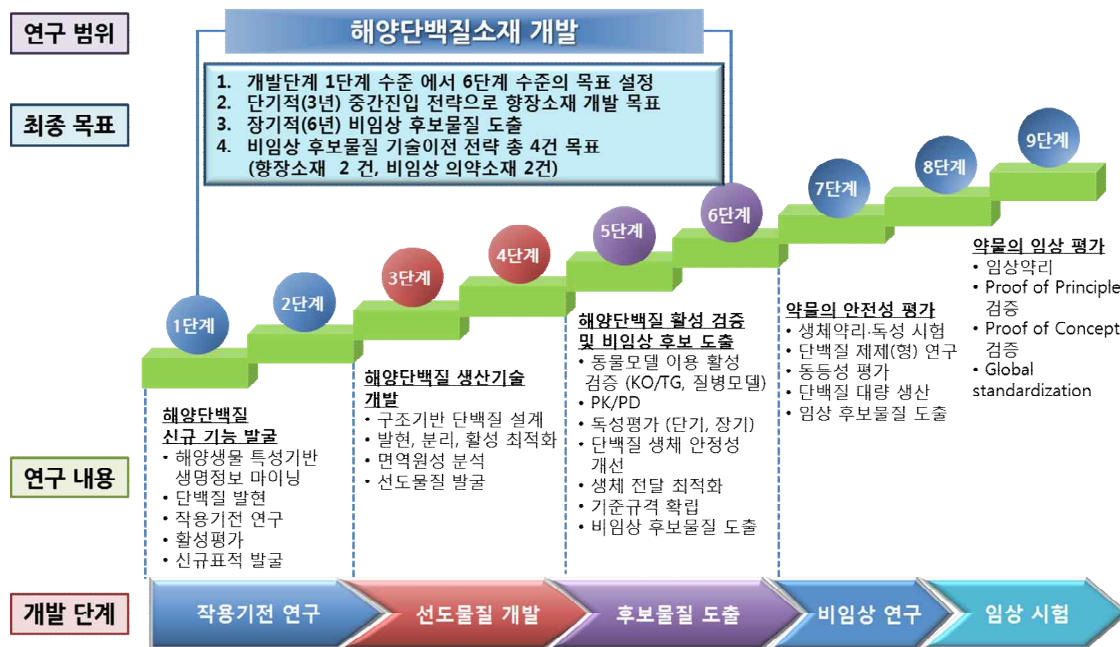 연구 범위
해양단백질소재 개발
최종 목표
1. 개발단계 1단계 수준 에서 6단계 수준의 목표 설정
2. 단기적(3년) 중간진입 전략으로 향장소재 개발 목표
3. 장기적(6년) 비임상 후보물질 도출
4. 비임상 후보물질 기술이전 전략 총 4건 목표
(향장소재 2 건, 비임상 의약소재 2건)
1단계
2단계
3단계
4단계
5단계
6단계
7단계
8단계
9단계
연구 내용
해양단백질
신규 기능 발굴
• 해양생물 특성기반
생명정보 마이닝
• 단백질 발현
• 작용기전 연구
• 활성평가
• 신규표적 발굴
해양단백질 생산기술
개발
• 구조기반 단백질 설계
• 발현, 분리, 활성 최적화
• 면역원성 분석
• 선도물질 발굴
해양단백질 활성 검증
및 비임상 후보 도출
• 동물모델 이용 활성
검증 (KO/TG, 질병모델)
• PK/PD
• 독성평가 (단기, 장기)
• 단백질 생체 안정성
개선
• 생체 전달 최적화
• 기준규격 확립
• 비임상 후보물질 도출
약물의 안전성 평가
• 생체약리·독성 시험
• 단백질 제제(형) 연구
• 동등성 평가
• 단백질 대량 생산
• 임상 후보물질 도출
약물의 임상 평가
• 임상약리
• Proof of Principle
검증
• Proof of Concept
검증
• Global
standardization
개발 단계
작용기전 연구
선도물질 개발
후보물질 도출
비임상 연구
임상 시험